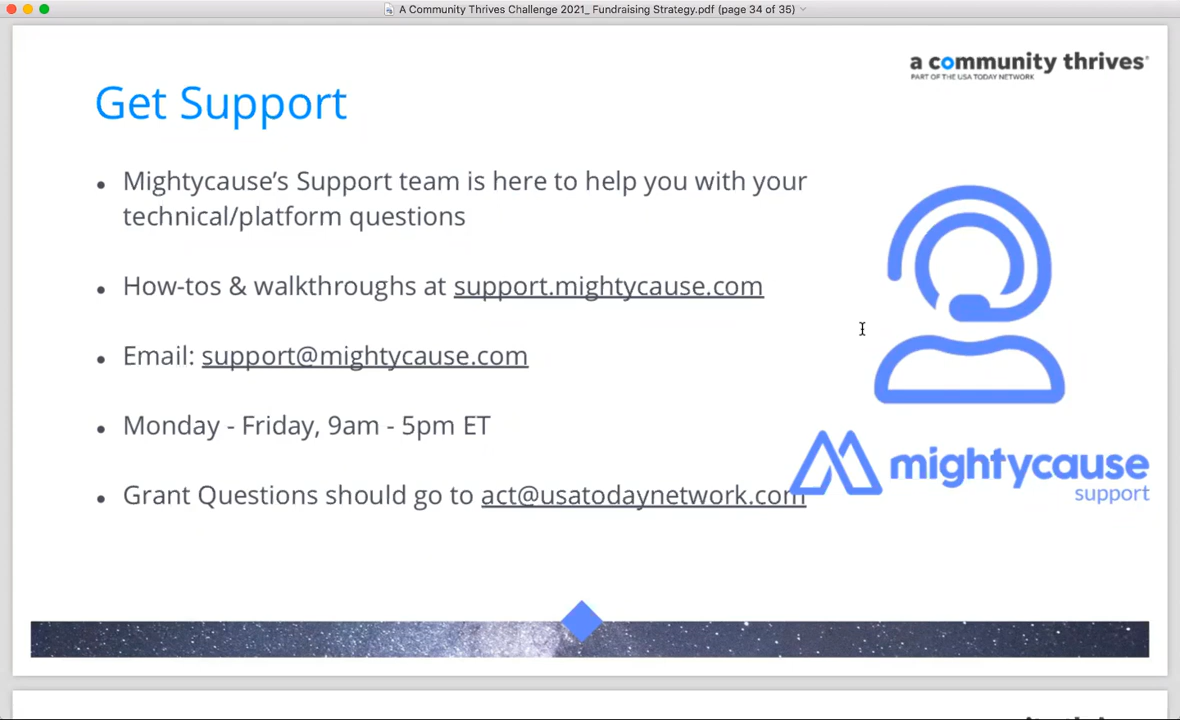 A Community Thrives Challenge 2021_ Fundraising Strategy.pdf (page 34 of 35)
a community thrives®
PART OF THE USA TODAY NETWORK
Get Support
• Mightycause’s Support team is here to help you with your
technical/platform questions
• How-tos & walkthroughs at support.mightycause.com
• Email: support@mightycause.com
• Monday - Friday, 9am - 5pm ET
mightycause
support
• Grant Questions should go to act@usatodaynetwork.com